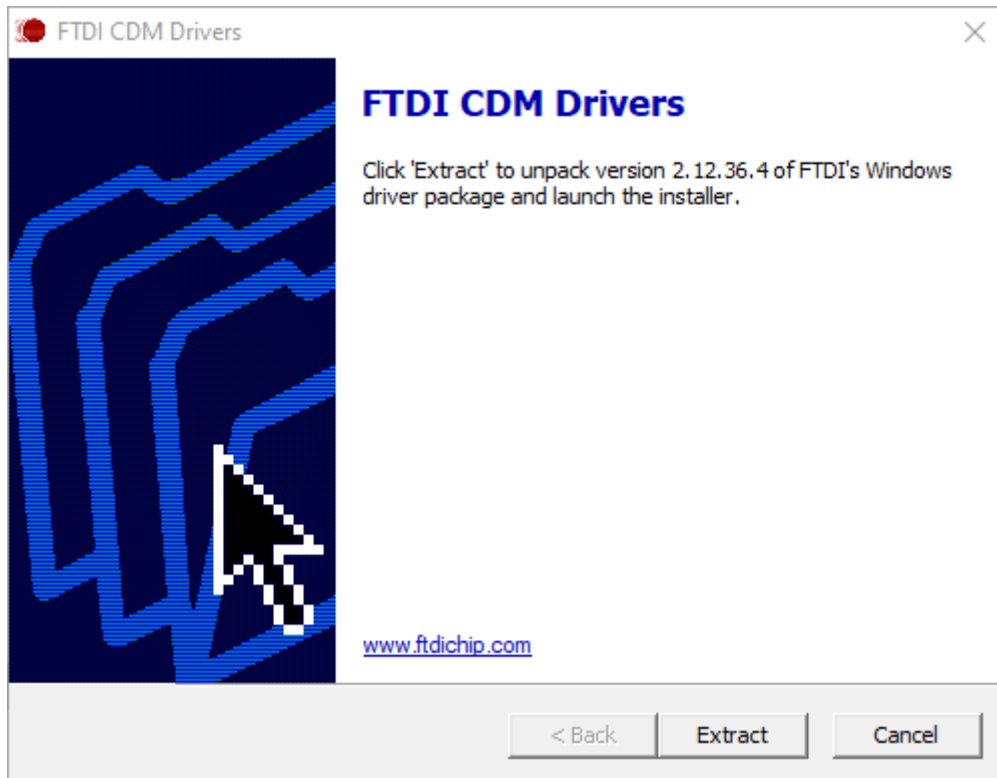 FTDI CDM Drivers
FTDI CDM Drivers
Click 'Extract' to unpack version 2.12.36.4 of FTDI's Windows
driver package and launch the installer.
www.ftdichip.com
< Back
Extract
Cancel